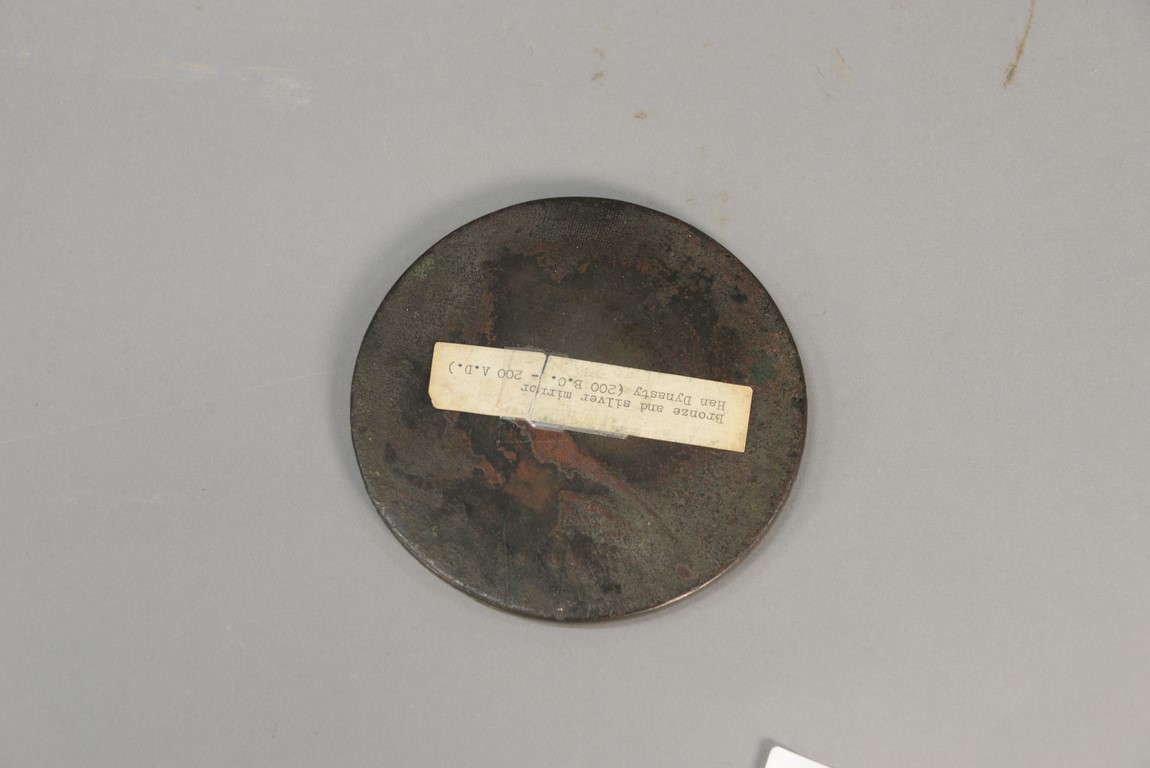 Bronze and silver mirror
Han Dynasty (200 B.C. - 200 A.D.)